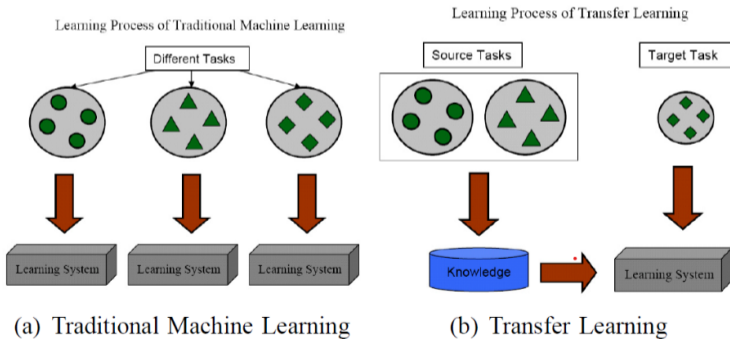 Learning Process of Traditional Machine Learning
Different Tasks
Learning System
Learning System
Learning System
(a) Traditional Machine Learning
Learning Process of Transfer Learning
Source Tasks
Target Task
Knowledge
Learning System
(b) Transfer Learning